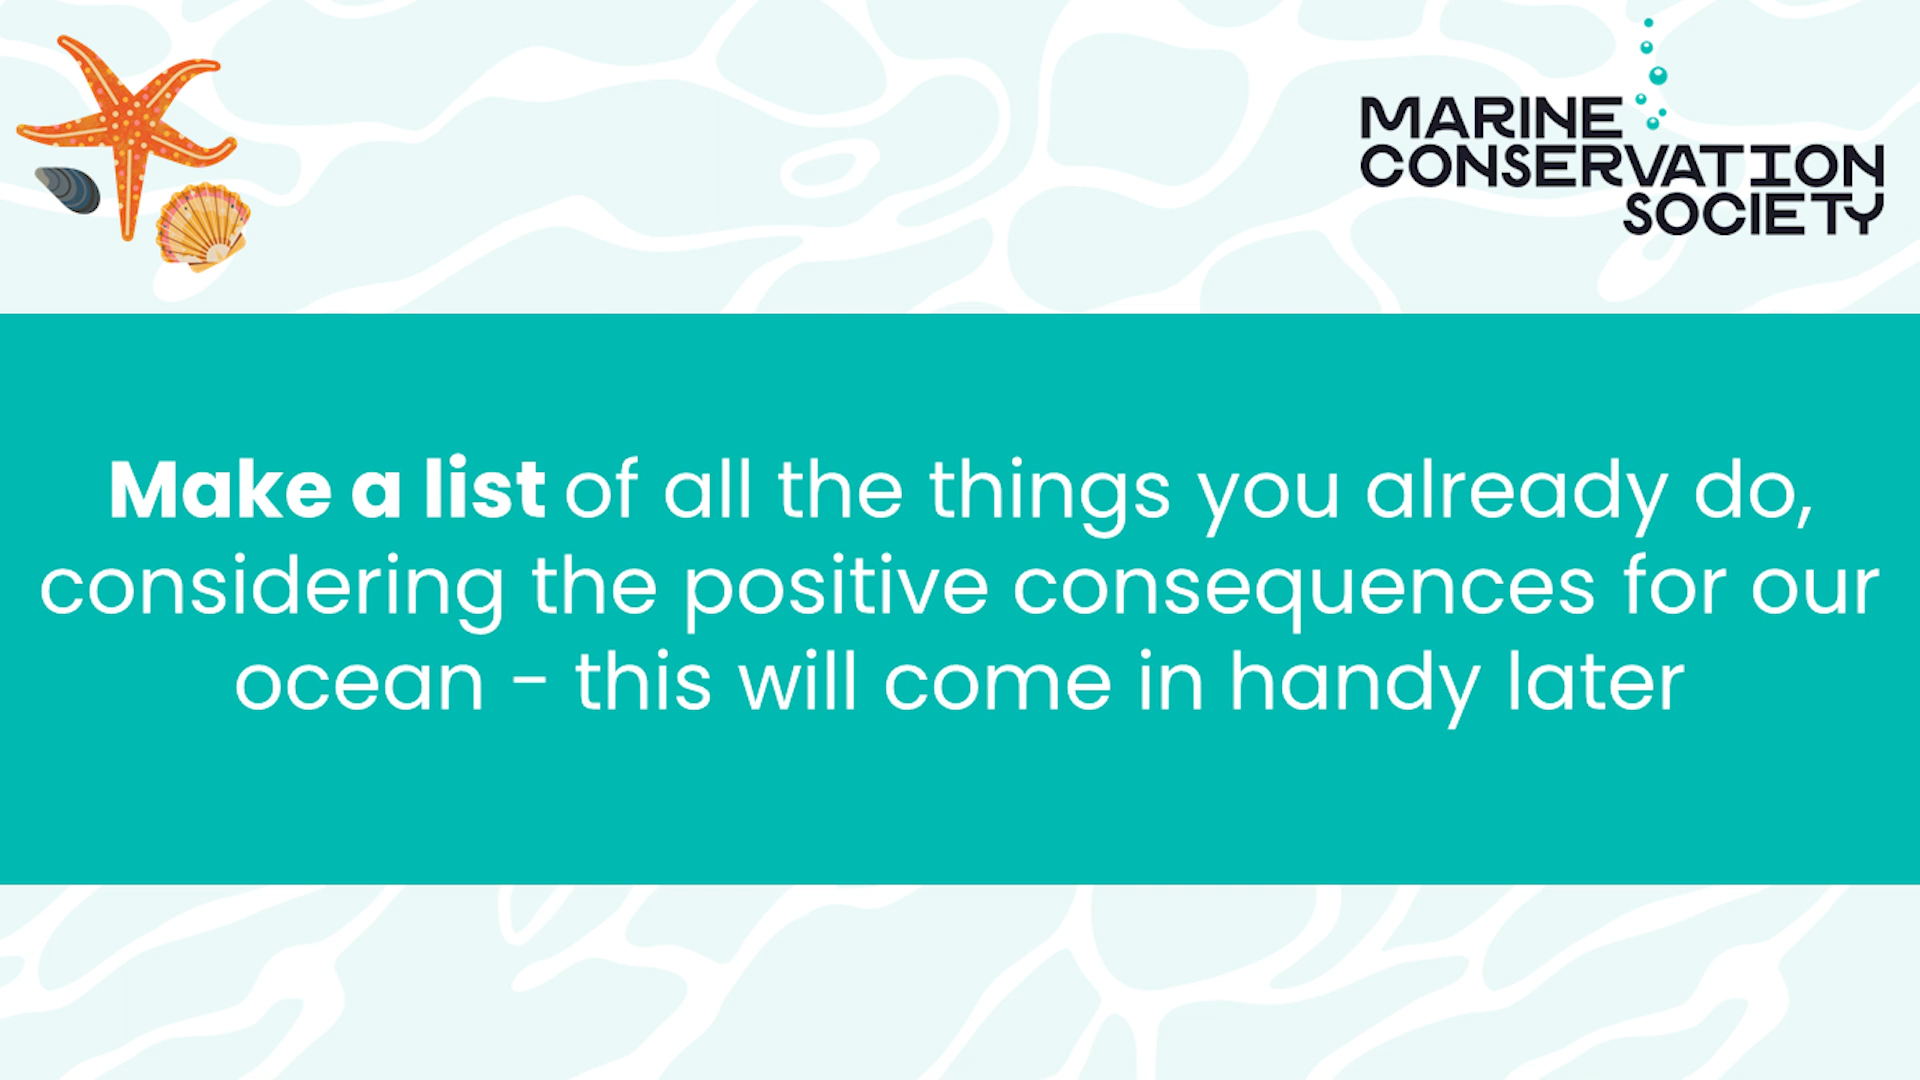 MARINE
CONSERVATION
SOCIETY
Make a list of all the things you already do,
considering the positive consequences for our
ocean - this will come in handy later